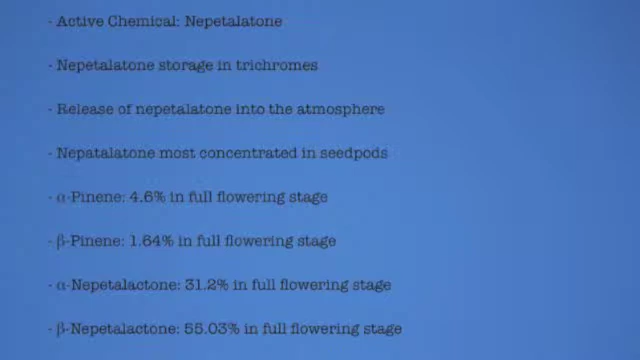 - Active Chemical: Nepetalatone
- Nepetalatone storage in trichromes
- Release of nepetalatone into the atmosphere
- Nepatalatone most concentrated in seedpods
- α-Pinene: 4.6% in full flowering stage
- β-Pinene: 1.64% in full flowering stage
- α-Nepetalactone: 31.2% in full flowering stage
- β-Nepetalactone: 55.03% in full flowering stage